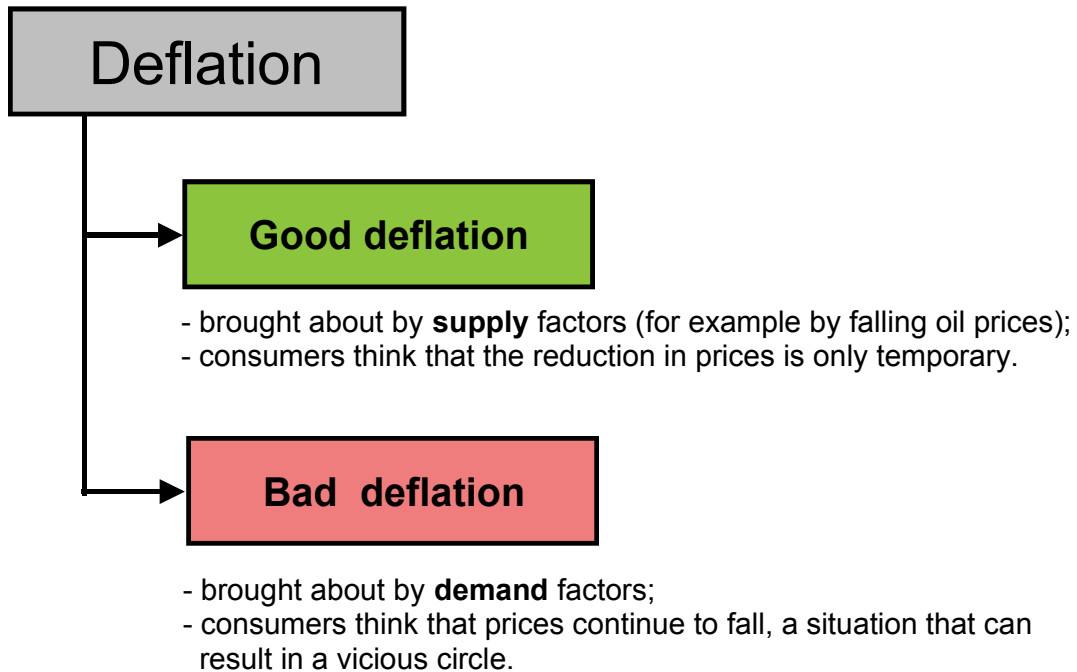 Deflation
Good deflation
- brought about by supply factors (for example by falling oil prices);
- consumers think that the reduction in prices is only temporary.
Bad deflation
- brought about by demand factors;
- consumers think that prices continue to fall, a situation that can
result in a vicious circle.